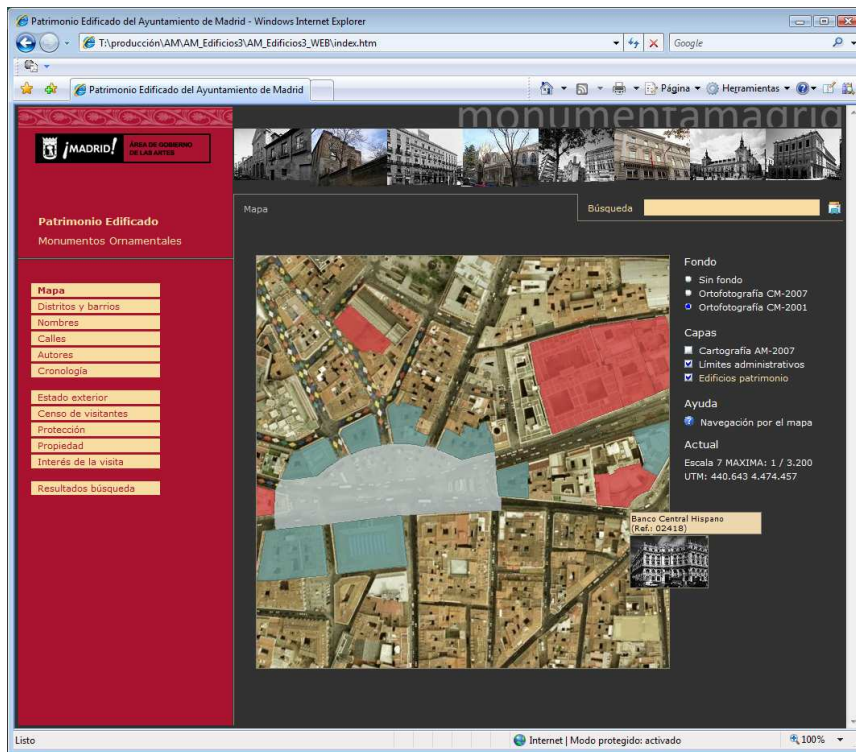 Patrimonio Edificado del Ayuntamiento de Madrid - Windows Internet Explorer
T:\producción\AM\AM_Edificios3\AM_Edificios3_WEB\index.htm
Google
Patrimonio Edificado del Ayuntamiento de Madrid
Página
Herramientas
monumentamadrid
¡MADRID!
ÁREA DE GOBIERNO
DE LAS ARTES
Patrimonio Edificado
Monumentos Ornamentales
Mapa
Distritos y barrios
Nombres
Calles
Autores
Cronología
Estado exterior
Censo de visitantes
Protección
Propiedad
Interés de la visita
Resultados búsqueda
Mapa
Búsqueda
Fondo
Sin fondo
Ortofotografía CM-2007
Ortofotografía CM-2001
Capas
Cartografía AM-2007
Límites administrativos
Edificios patrimonio
Ayuda
Navegación por el mapa
Actual
Escala 7 MAXIMA: 1 / 3.200
UTM: 440.643 4.474.457
Banco Central Hispano
(Ref.: 02418)
Listo
Internet | Modo protegido: activado
100%